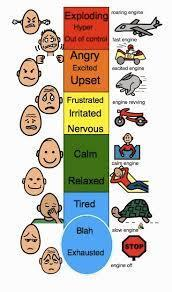 Exploding
Hyper
Out of control
roaring engine
fast engine
Angry
Excited
Upset
excited engine
Frustrated
Irritated
Nervous
engine revving
Calm
calm engine
Relaxed
Tired
slow engine
Blah
Exhausted
STOP
engine off